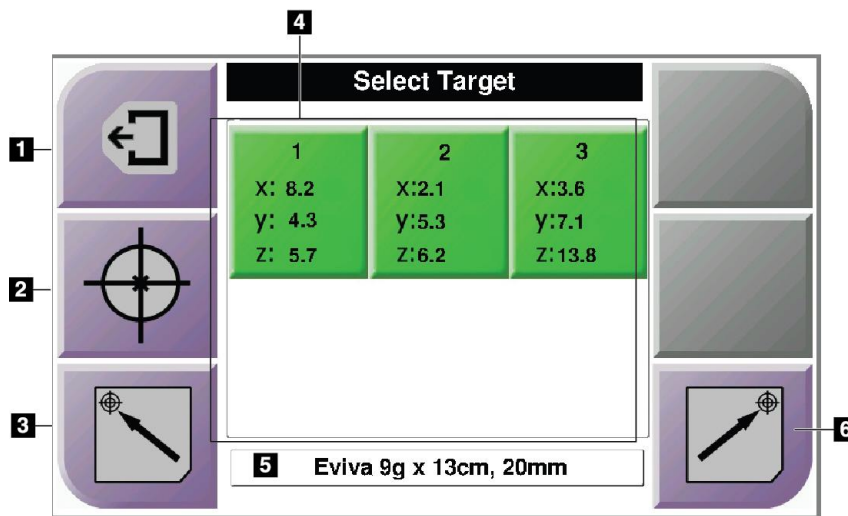 4
Select Target
1
1 2 3
x: 8.2 x:2.1 x:3.6
y: 4.3 y:5.3 y:7.1
z: 5.7 z:6.2 z:13.8
2
3
6
5 Eviva 9g x 13cm, 20mm